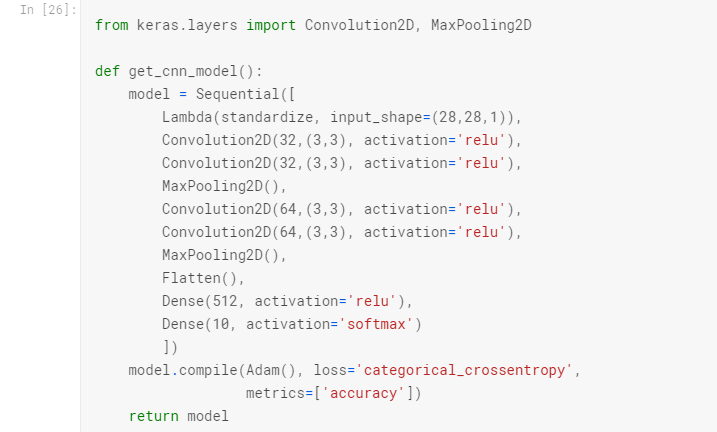 In [26]:
from keras.layers import Convolution2D, MaxPooling2D
def get_cnn_model():
    model = Sequential([
        Lambda(standardize, input_shape=(28,28,1)),
        Convolution2D(32,(3,3), activation='relu'),
        Convolution2D(32,(3,3), activation='relu'),
        MaxPooling2D(),
        Convolution2D(64,(3,3), activation='relu'),
        Convolution2D(64,(3,3), activation='relu'),
        MaxPooling2D(),
        Flatten(),
        Dense(512, activation='relu'),
        Dense(10, activation='softmax')
        ])
    model.compile(Adam(), loss='categorical_crossentropy',
                  metrics=['accuracy'])
    return model